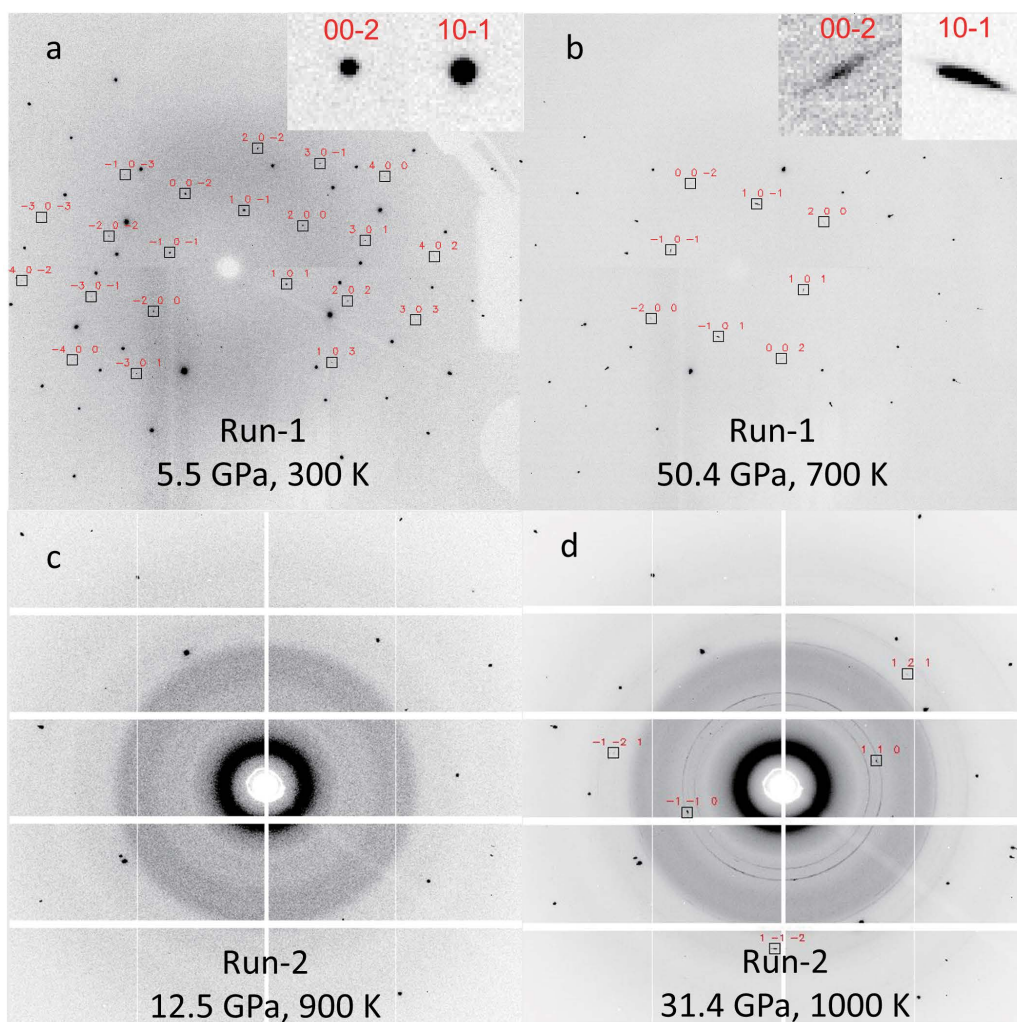 a
00-2 10-1
2 0 -2
3 0 -1
-1 0 -3
4 0 0
0 0 -2
1 0 -1
-3 0 -3
2 0 0
-2 0 -2
3 0 1
-1 0 -1
4 0 2
4 0 -2
1 0 1
-3 0 -1
2 0 2
-2 0 0
3 0 3
-4 0 0
1 0 3
-3 0 1
Run-1
5.5 GPa, 300 K
b
00-2 10-1
0 0 -2
1 0 -1
2 0 0
-1 0 -1
1 0 1
-2 0 0
-1 0 1
0 0 2
Run-1
50.4 GPa, 700 K
c
Run-2
12.5 GPa, 900 K
d
1 2 1
-1 -2 1
1 1 0
-1 -1 0
1 -1 -2
Run-2
31.4 GPa, 1000 K